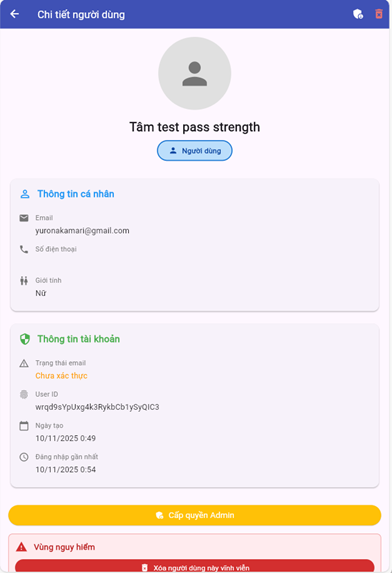 Chi tiết người dùng
Tâm test pass strength
Người dùng
Thông tin cá nhân
Email
yuronakamari@gmail.com
Số điện thoại
Giới tính
Nữ
Thông tin tài khoản
Trạng thái email
Chưa xác thực
User ID
wrqd9sYpUxg4k3RykbCb1ySyQIC3
Ngày tạo
10/11/2025 0:49
Đăng nhập gần nhất
10/11/2025 0:54
Cấp quyền Admin
Vùng nguy hiểm
Xóa người dùng này vĩnh viễn